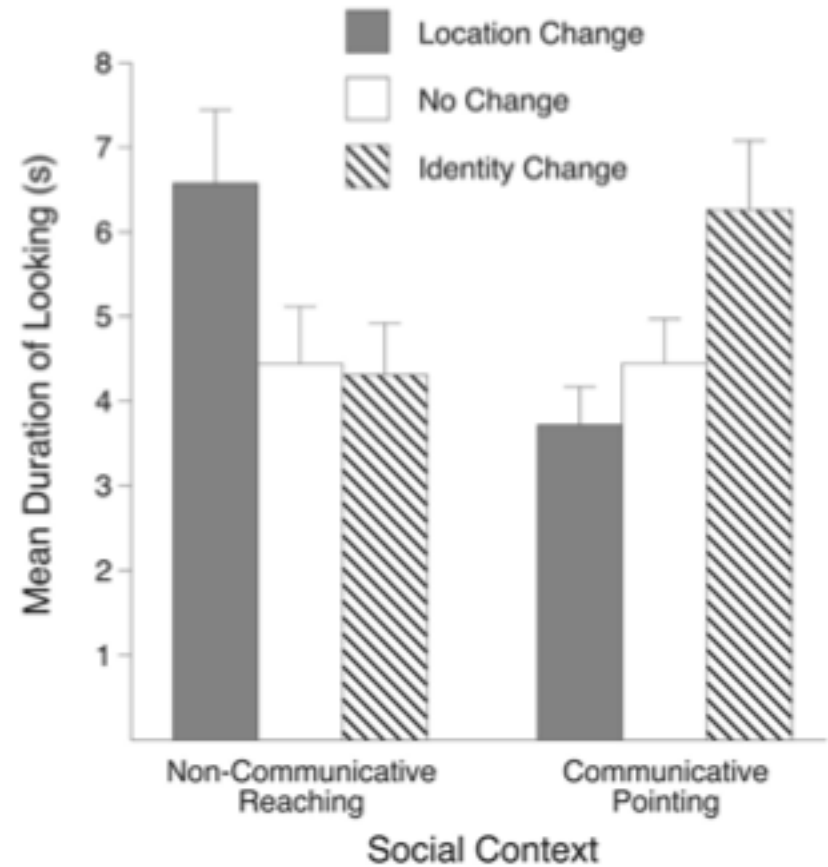 Location Change
No Change
Identity Change
Mean Duration of Looking (s)
8
7
6
5
4
3
2
1
Non-Communicative
Reaching
Communicative
Pointing
Social Context